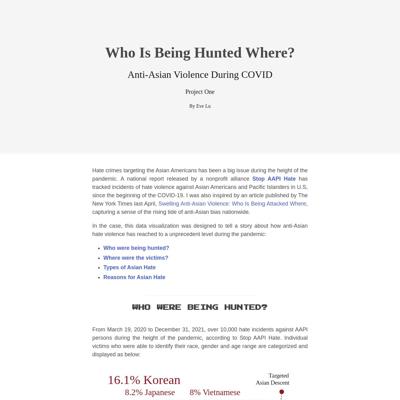 Who Is Being Hunted Where?
Anti-Asian Violence During COVID
Project One
By Eve Lu
Hate crimes targeting the Asian Americans has been a big issue during the height of the
pandemic. A national report released by a nonprofit alliance Stop AAPI Hate has
tracked incidents of hate violence against Asian Americans and Pacific Islanders in U.S,
since the beginning of the COVID-19. I was also inspired by an article published by The
New York Times last April, Swelling Anti-Asian Violence: Who Is Being Attacked Where,
capturing a sense of the rising tide of anti-Asian bias nationwide.
In the case, this data visualization was designed to tell a story about how anti-Asian
hate violence has reached to a unprecedent level during the pandemic:
• Who were being hunted?
• Where were the victims?
• Types of Asian Hate
• Reasons for Asian Hate
WHO WERE BEING HUNTED?
From March 19, 2020 to December 31, 2021, over 10,000 hate incidents against AAPI
persons during the height of the pandemic, according to Stop AAPI Hate. Individual
victims who were able to identify their race, gender and age range are categorized and
displayed as below:
Targeted
Asian Descent
16.1% Korean
8.2% Japanese 8% Vietnamese